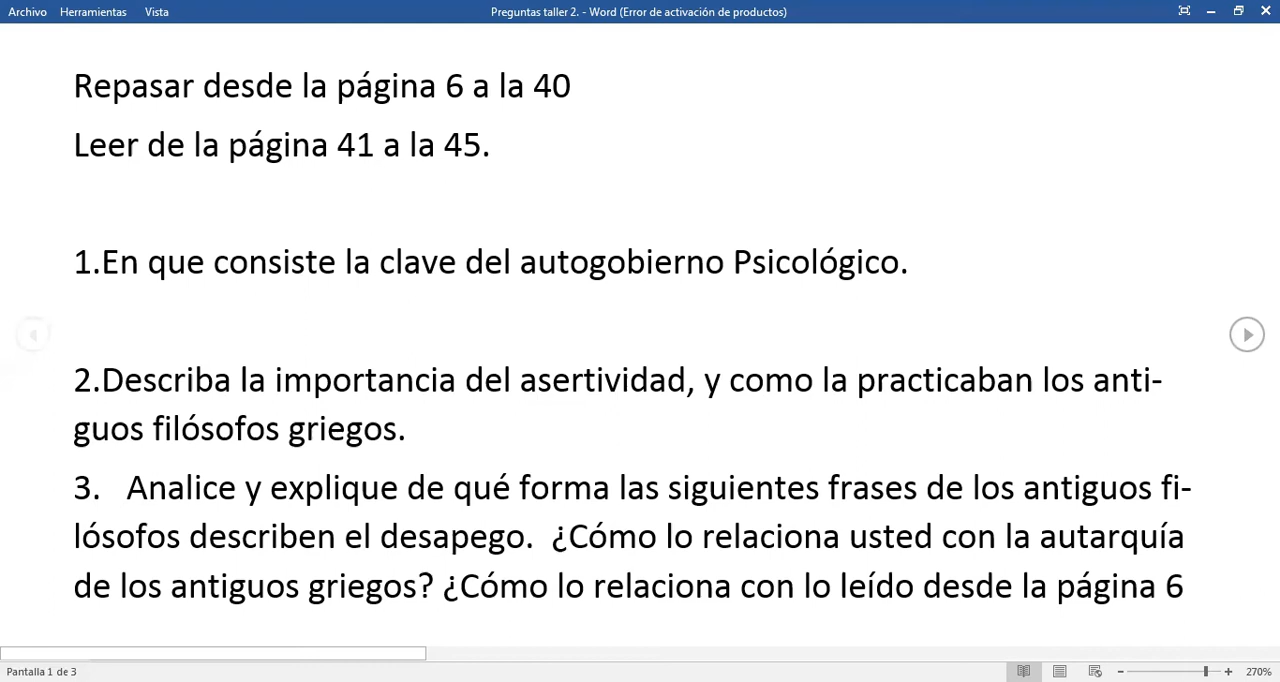 Archivo Herramientas Vista Preguntas taller 2. - Word (Error de activación de productos)
Repasar desde la página 6 a la 40
Leer de la página 41 a la 45.
1.En que consiste la clave del autogobierno Psicológico.
2.Describa la importancia del asertividad, y como la practicaban los anti-
guos filósofos griegos.
3. Analice y explique de qué forma las siguientes frases de los antiguos fi-
lósofos describen el desapego. ¿Cómo lo relaciona usted con la autarquía
de los antiguos griegos? ¿Cómo lo relaciona con lo leído desde la página 6
Pantalla 1 de 3 270%